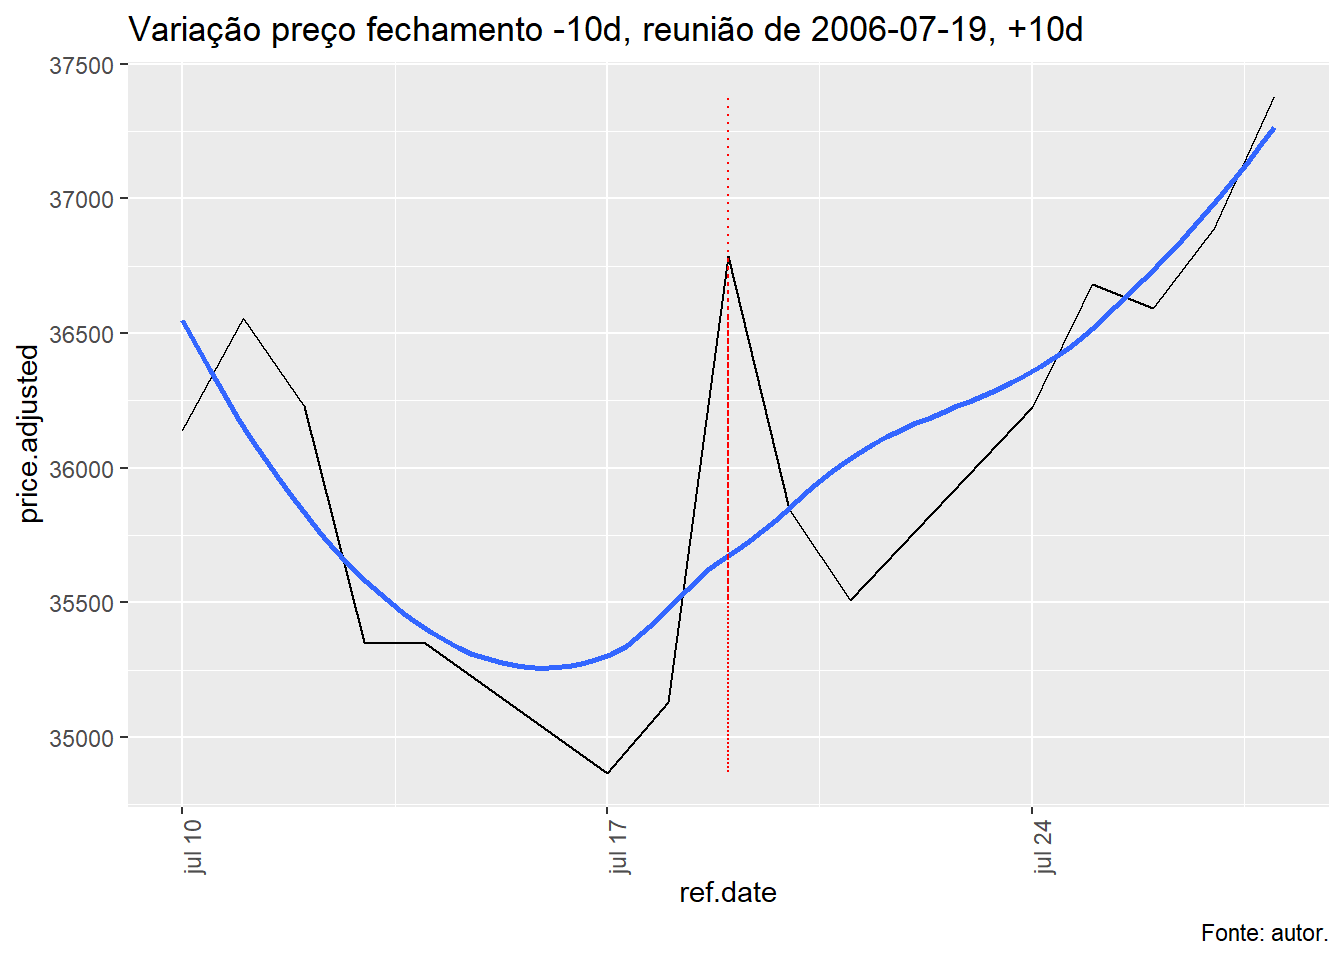 Variação preço fechamento -10d, reunião de 2006-07-19, +10d
37500
37000
36500
36000
35500
35000
price.adjusted
jul 10
jul 17
jul 24
ref.date
Fonte: autor.